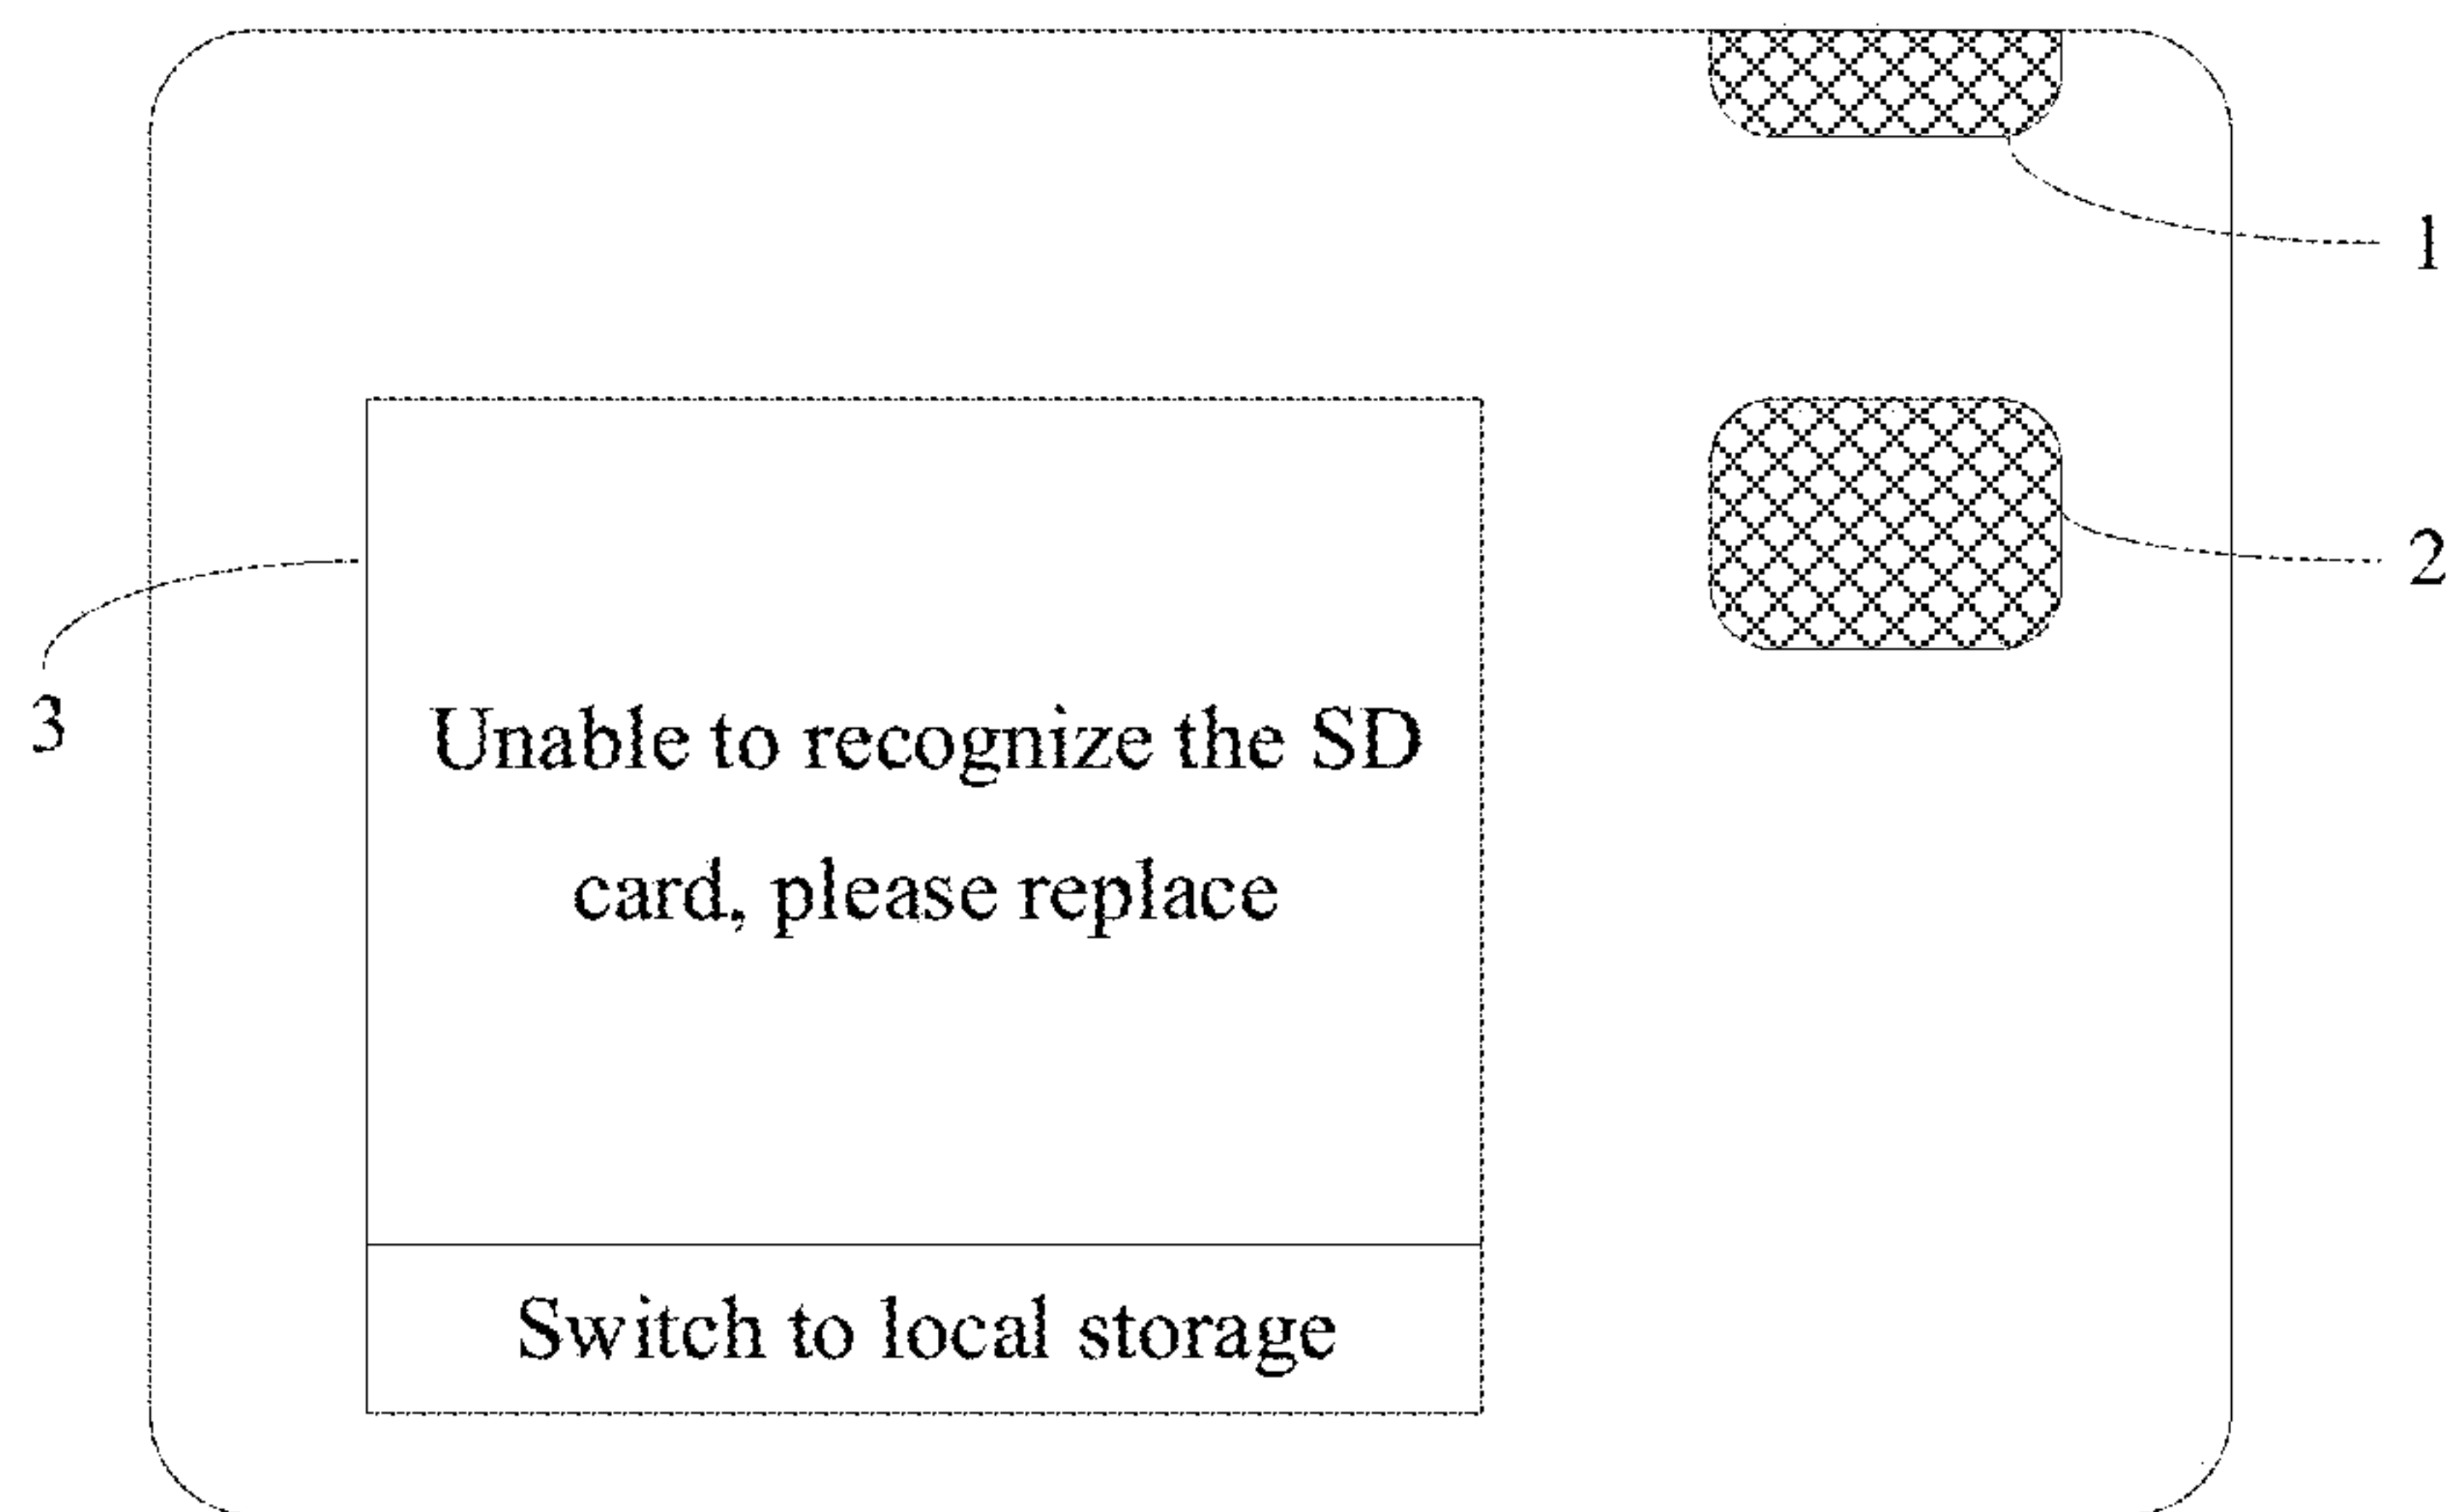 1
2
3
Unable to recognize the SD
card, please replace
Switch to local storage